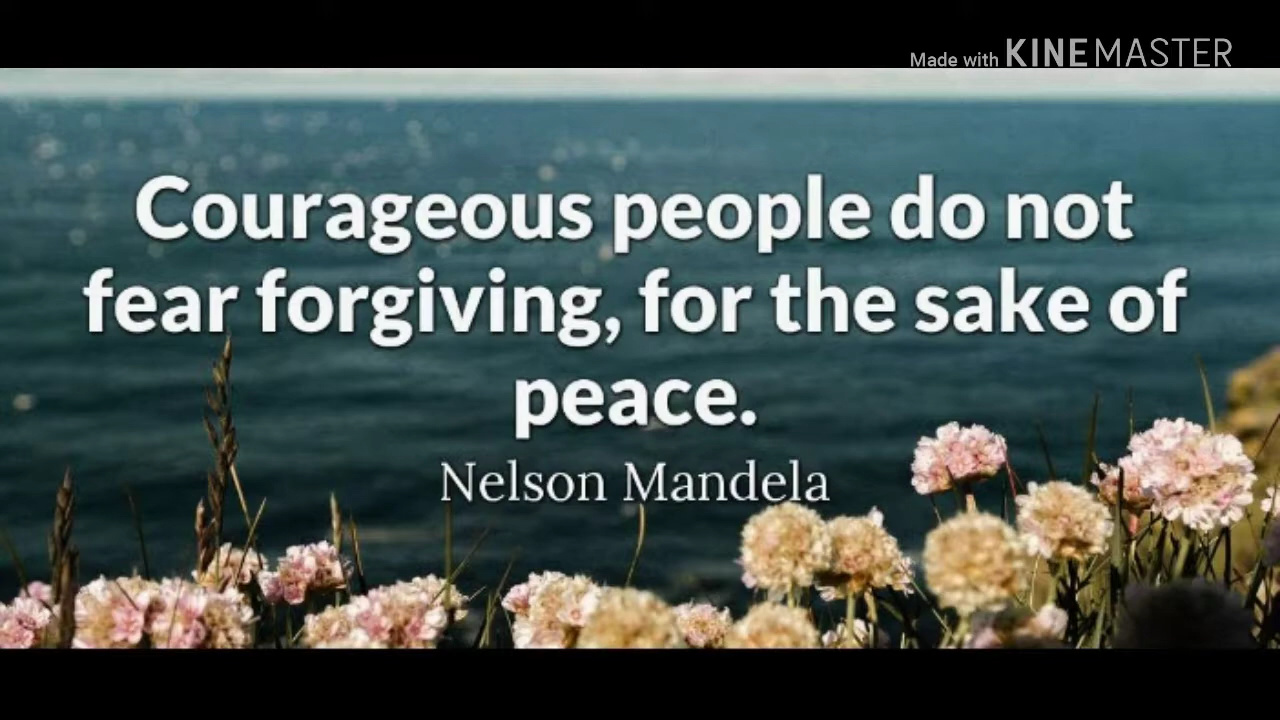 Made with KINEMASTER
Courageous people do not
fear forgiving, for the sake of
peace.
Nelson Mandela